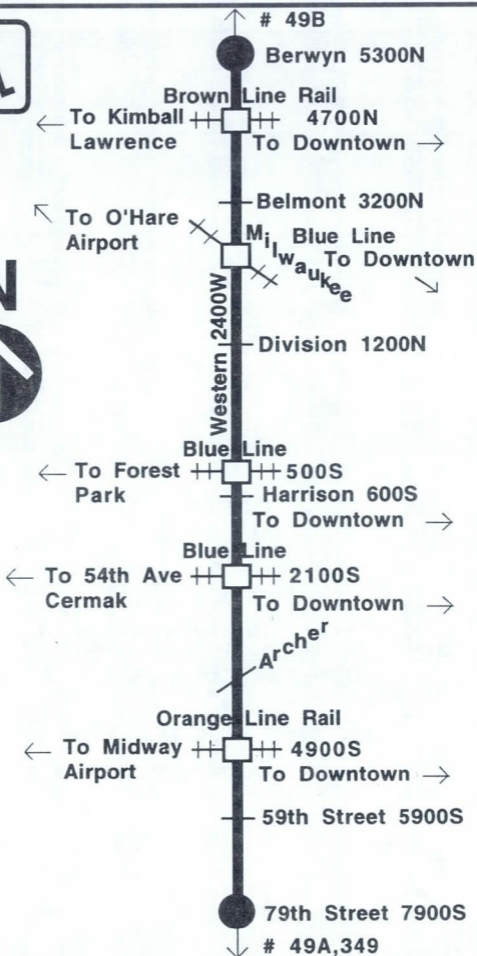 # 49B
Berwyn 5300N
Brown Line Rail
To Kimball 4700N
Lawrence To Downtown
Belmont 3200N
To O'Hare
Airport
Milwaukee
Blue Line
To Downtown
N
Western 2400W
Division 1200N
Blue Line
To Forest 500S
Park Harrison 600S
To Downtown
Blue Line
To 54th Ave 2100S
Cermak To Downtown
Archer
Orange Line Rail
To Midway 4900S
Airport To Downtown
59th Street 5900S
79th Street 7900S
# 49A,349